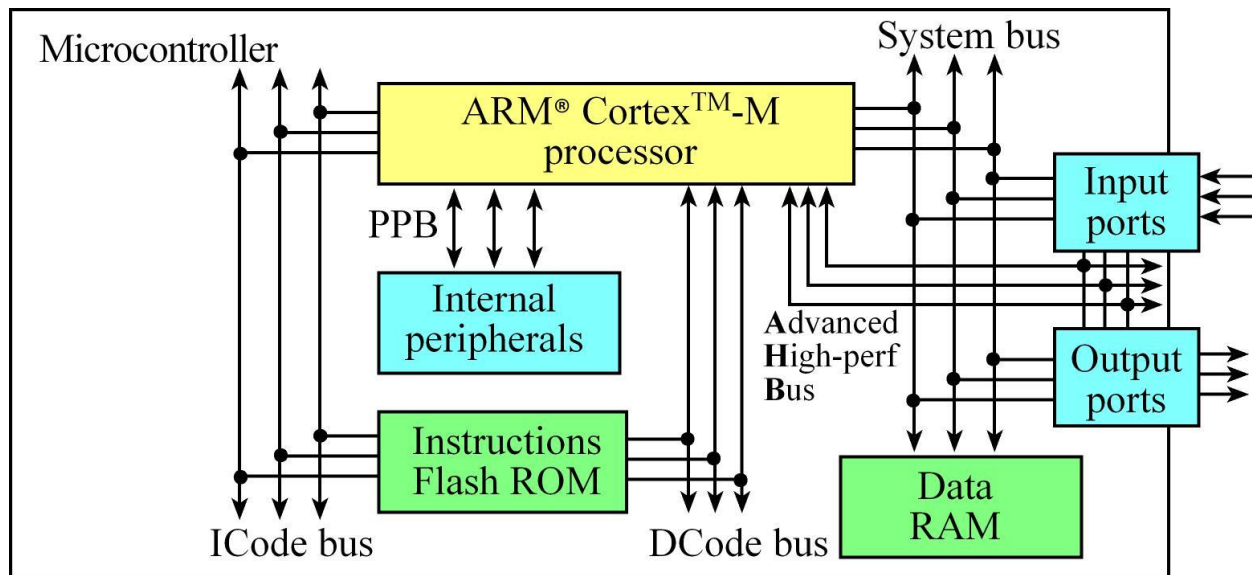 Microcontroller
System bus
ARM® Cortex™-M
processor
Input
ports
PPB
Internal
peripherals
Advanced
High-perf
Bus
Output
ports
Instructions
Flash ROM
Data
RAM
ICode bus
DCode bus